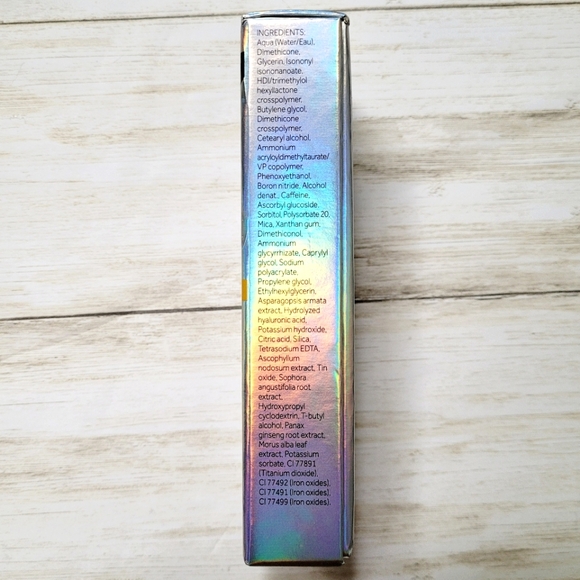 INGREDIENTS:
Aqua (Water/Eau),
Dimethicone,
Glycerin, Isononyl
isononanoate,
HDI/trimethylol
hexyllactone
crosspolymer,
Butylene glycol,
Dimethicone
crosspolymer,
Cetearyl alcohol,
Ammonium
acryloyldimethyltaurate/
VP copolymer,
Phenoxyethanol,
Boron nitride, Alcohol
denat., Caffeine,
Ascorbyl glucoside,
Sorbitol, Polysorbate 20,
Mica, Xanthan gum,
Dimethiconol,
Ammonium
glycyrrhizate, Caprylyl
glycol, Sodium
polyacrylate,
Propylene glycol,
Ethylhexylglycerin,
Asparagopsis armata
extract, Hydrolyzed
hyaluronic acid,
Potassium hydroxide,
Citric acid, Silica,
Tetrasodium EDTA,
Ascophyllum
nodosum extract, Tin
oxide, Sophora
angustifolia root
extract,
Hydroxypropyl
cyclodextrin, T-butyl
alcohol, Panax
ginseng root extract,
Morus alba leaf
extract, Potassium
sorbate, CI 77891
(Titanium dioxide),
CI 77492 (Iron oxides),
CI 77491 (Iron oxides),
CI 77499 (Iron oxides).